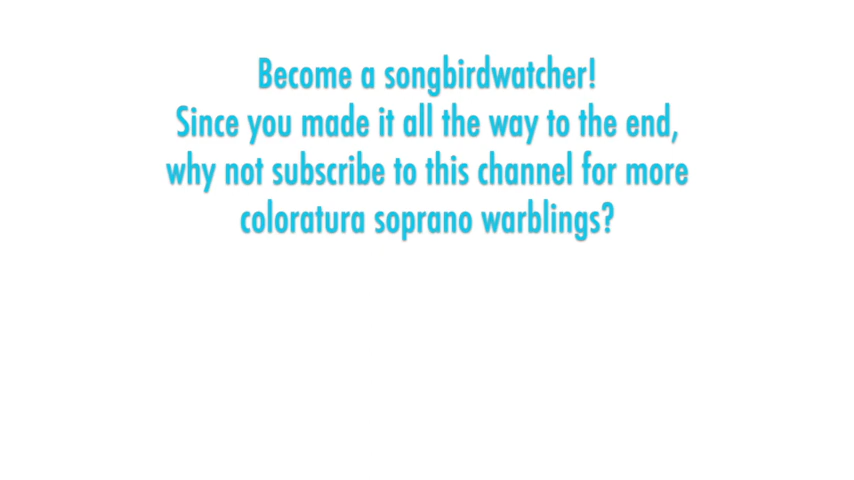 Become a songbirdwatcher!
Since you made it all the way to the end,
why not subscribe to this channel for more
coloratura soprano warblings?